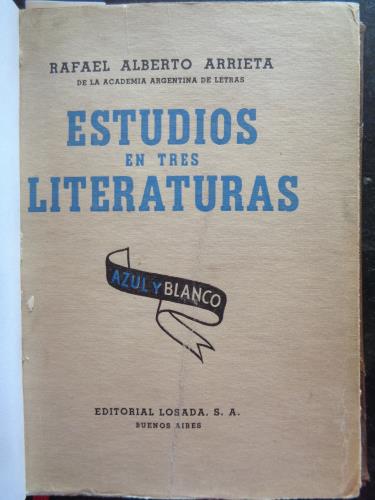 RAFAEL ALBERTO ARRIETA
DE LA ACADEMIA ARGENTINA DE LETRAS
ESTUDIOS
EN TRES
LITERATURAS
AZUL Y BLANCO
EDITORIAL LOSADA, S. A.
BUENOS AIRES